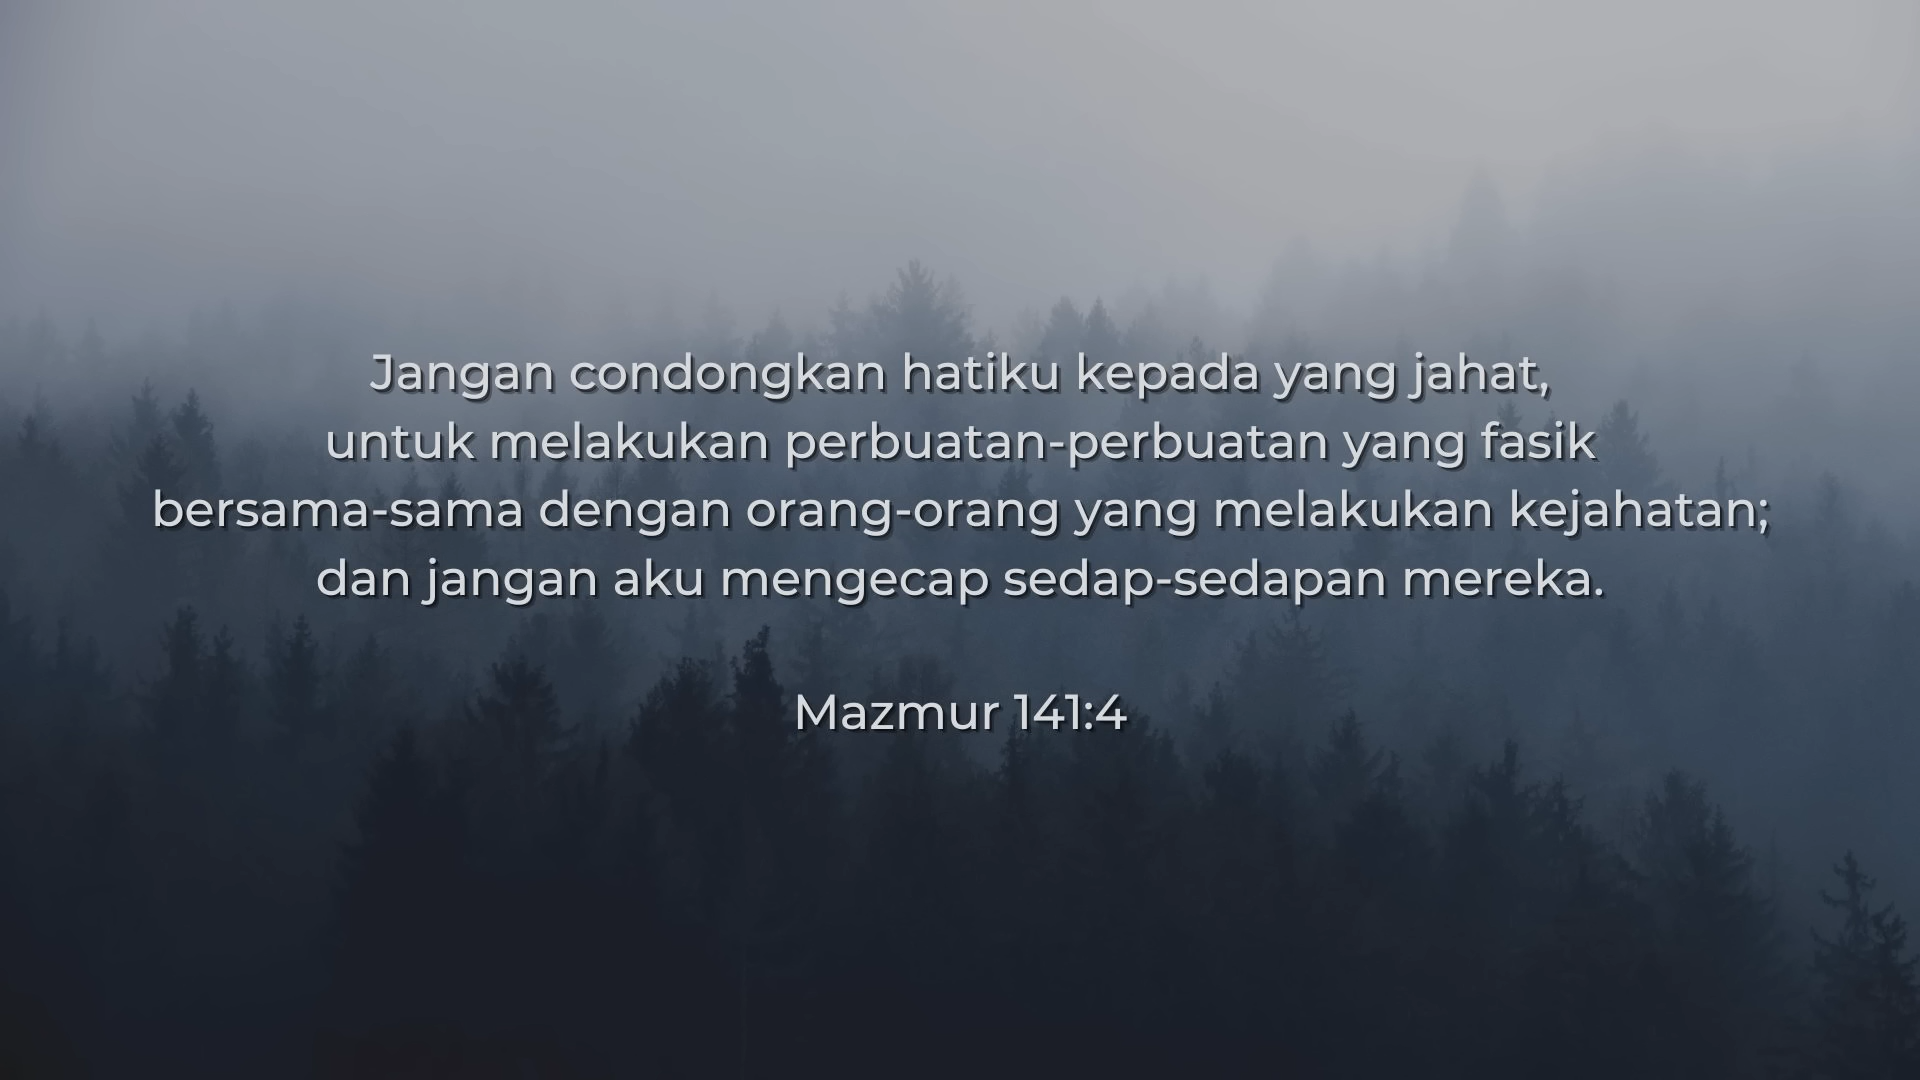 Jangan condongkan hatiku kepada yang jahat,
untuk melakukan perbuatan-perbuatan yang fasik
bersama-sama dengan orang-orang yang melakukan kejahatan;
dan jangan aku mengecap sedap-sedapan mereka.
Mazmur 141:4